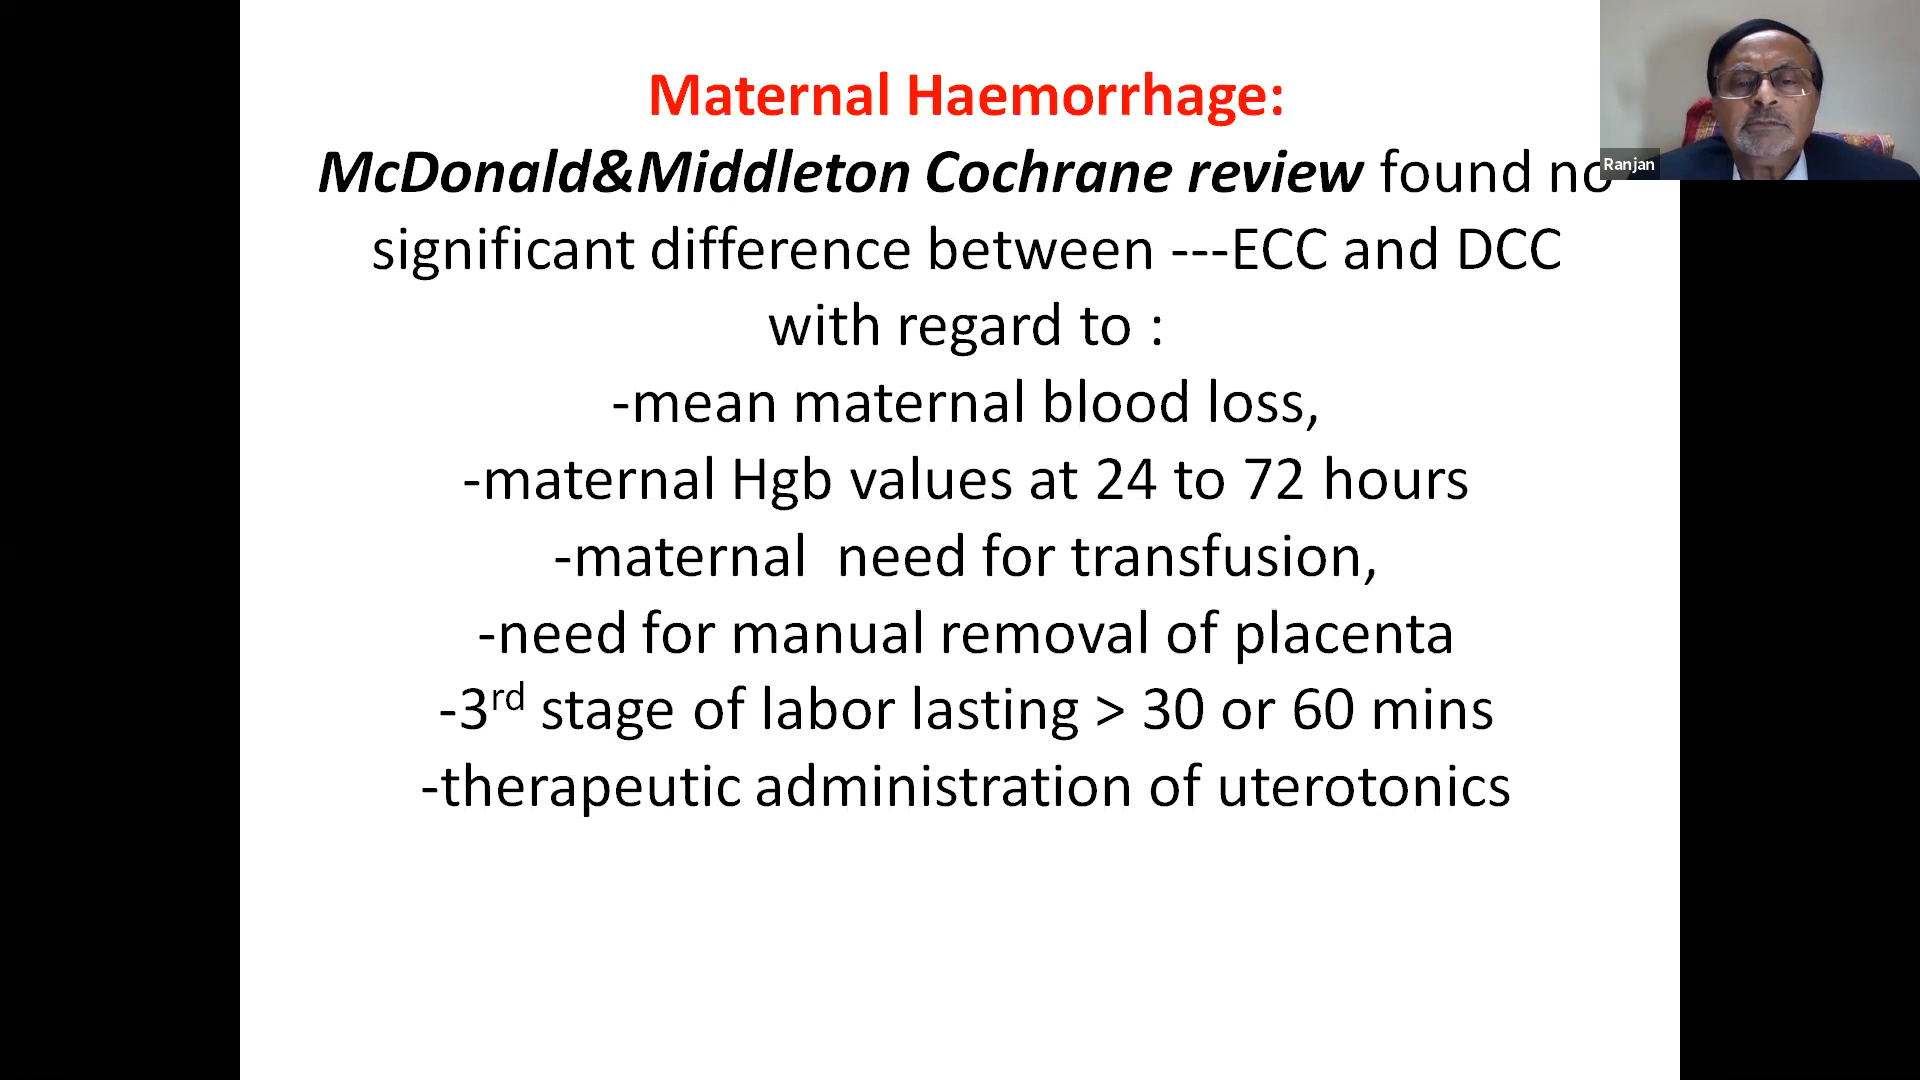 Maternal Haemorrhage:
McDonald&Middleton Cochrane review found no
significant difference between ---ECC and DCC
with regard to :
-mean maternal blood loss,
-maternal Hgb values at 24 to 72 hours
-maternal  need for transfusion,
-need for manual removal of placenta
-3rd stage of labor lasting > 30 or 60 mins
-therapeutic administration of uterotonics
Ranjan